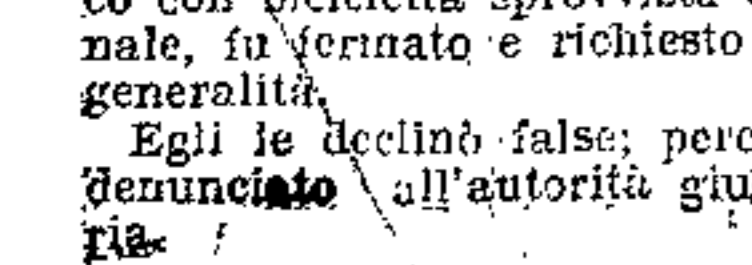 co con bicicletta sprovvista
nale, fu fermato e richiesto
generalità.
Egli le declinò false; perc
denunciato all'autorità giu
ria.